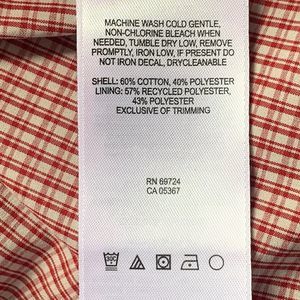 MACHINE WASH COLD GENTLE,
NON-CHLORINE BLEACH WHEN
NEEDED, TUMBLE DRY LOW, REMOVE
PROMPTLY, IRON LOW, IF PRESENT DO
NOT IRON DECAL, DRYCLEANABLE
SHELL: 60% COTTON, 40% POLYESTER
LINING: 57% RECYCLED POLYESTER,
43% POLYESTER
EXCLUSIVE OF TRIMMING
RN 69724
CA 05367